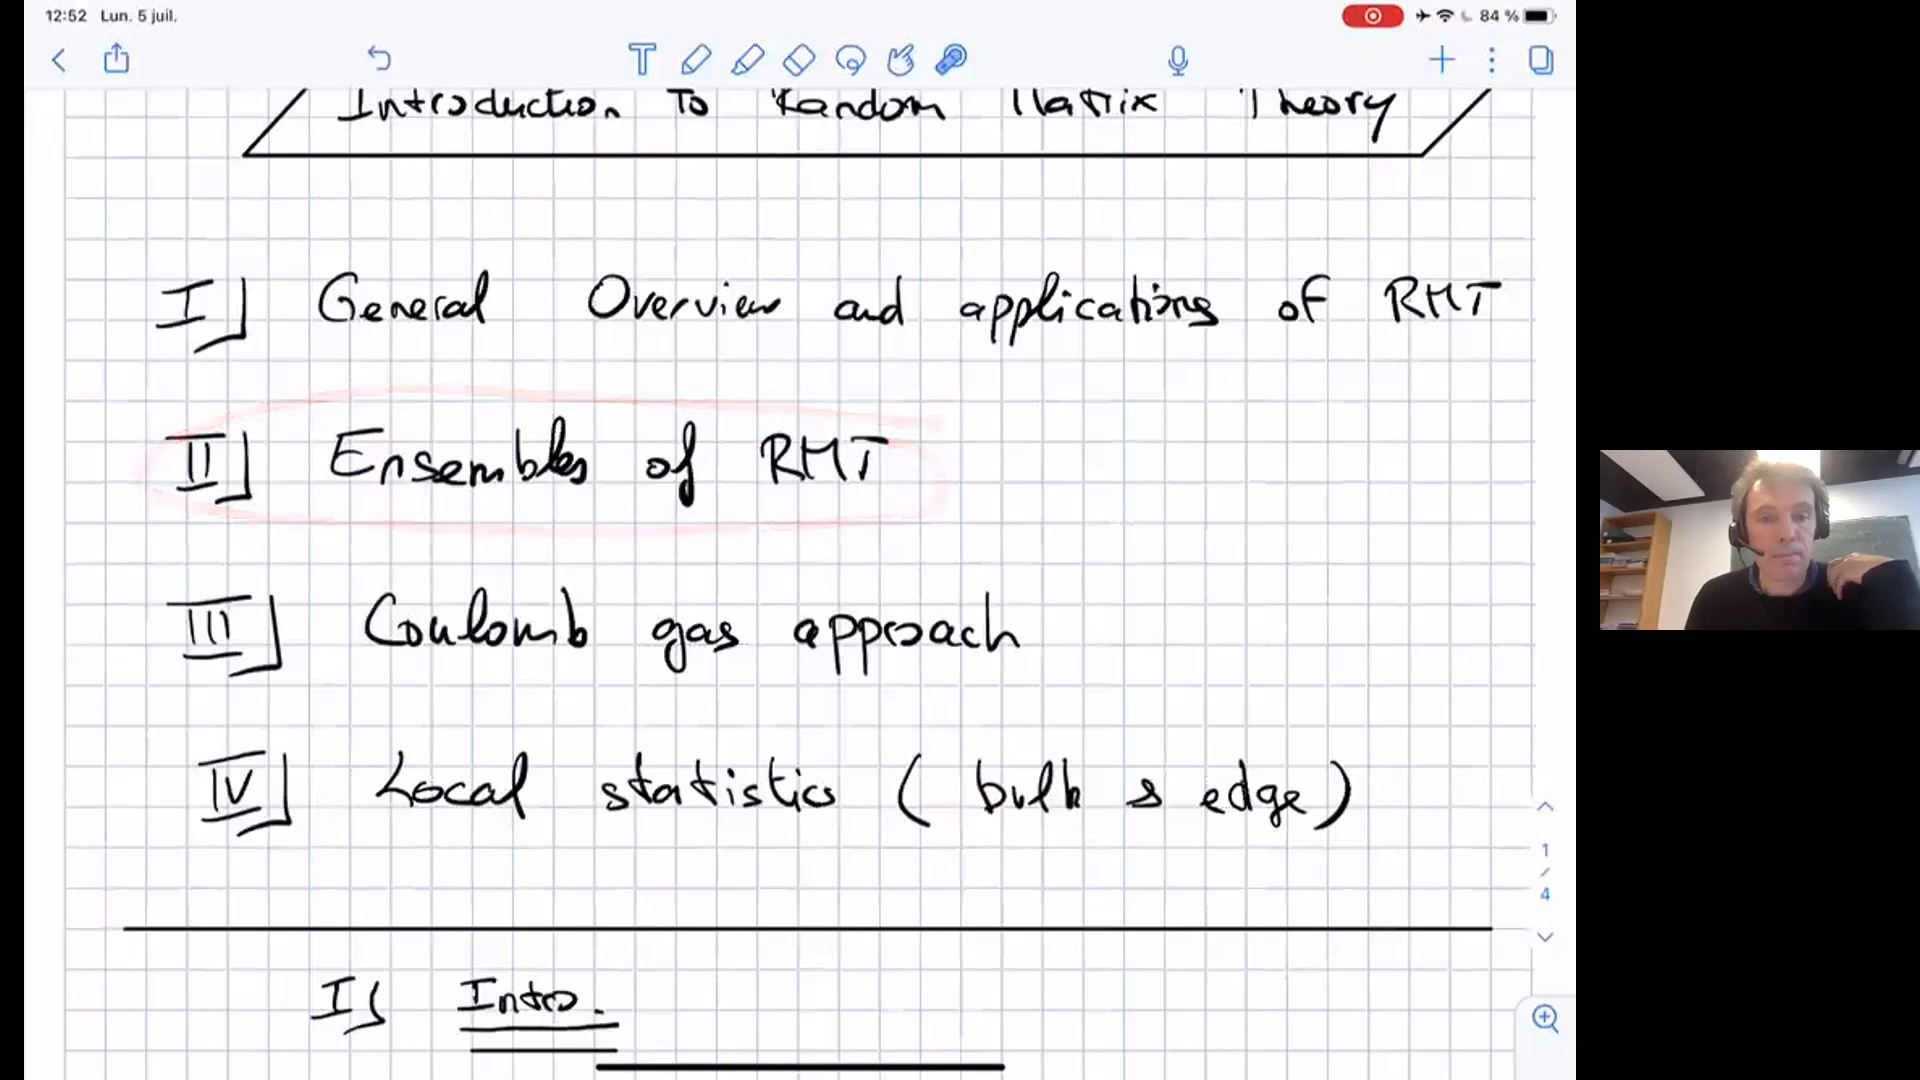 12:52 Lun. 5 juil.
84 %
Introduction To Random Matrix Theory
I] General Overview and applications of RMT
II] Ensembles of RMT
III] Coulomb gas approach
IV] Local statistics ( bulk & edge )
1
/
4
I] Intro.